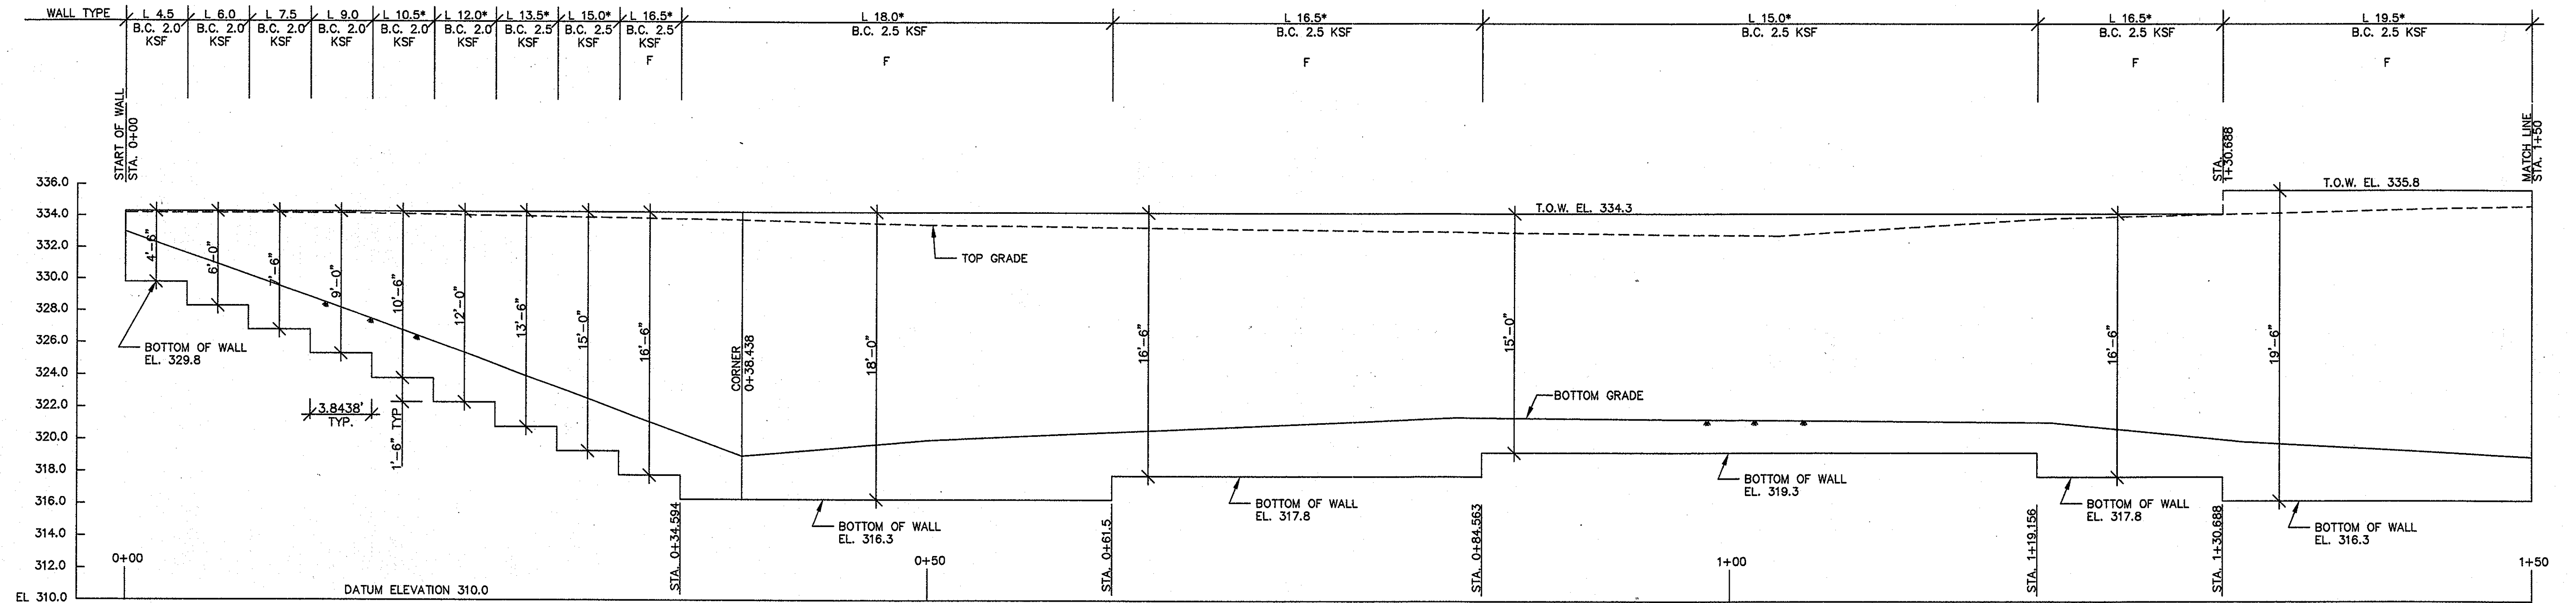 WALL TYPE
L 4.5
B.C. 2.0
KSF
L 6.0
B.C. 2.0
KSF
L 7.5
B.C. 2.0
KSF
L 9.0
B.C. 2.0
KSF
L 10.5*
B.C. 2.0
KSF
L 12.0*
B.C. 2.0
KSF
L 13.5*
B.C. 2.5
KSF
L 15.0*
B.C. 2.5
KSF
L 16.5*
B.C. 2.5
KSF
F
L 18.0*
B.C. 2.5 KSF
F
L 16.5*
B.C. 2.5 KSF
F
L 15.0*
B.C. 2.5 KSF
L 16.5*
B.C. 2.5 KSF
F
L 19.5*
B.C. 2.5 KSF
F
START OF WALL
STA. 0+00
STA.
1+30.688
MATCH LINE
STA. 1+50
336.0
334.0
332.0
330.0
328.0
326.0
324.0
322.0
320.0
318.0
316.0
314.0
312.0
EL 310.0
T.O.W. EL. 334.3
T.O.W. EL. 335.8
TOP GRADE
4'-6"
6'-0"
7'-6"
9'-0"
10'-6"
12'-0"
13'-6"
15'-0"
16'-6"
CORNER
0+38.438
18'-0"
16'-6"
15'-0"
16'-6"
19'-6"
BOTTOM OF WALL
EL. 329.8
3.8438'
TYP.
1'-6" TYP
BOTTOM GRADE
BOTTOM OF WALL
EL. 316.3
BOTTOM OF WALL
EL. 317.8
BOTTOM OF WALL
EL. 319.3
BOTTOM OF WALL
EL. 317.8
BOTTOM OF WALL
EL. 316.3
STA. 0+34.594
STA. 0+61.5
STA. 0+84.563
STA. 1+19.156
STA. 1+30.688
0+00
0+50
1+00
1+50
DATUM ELEVATION 310.0